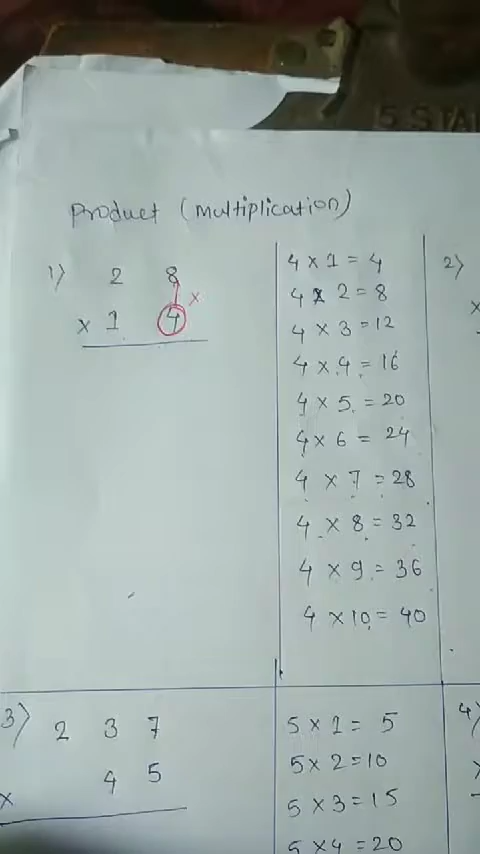 5 STA
Product (Multiplication)
1) 2 8
x 1 4
x
4 x 1 = 4
4 x 2 = 8
4 x 3 = 12
4 x 4 = 16
4 x 5 = 20
4 x 6 = 24
4 x 7 = 28
4 x 8 = 32
4 x 9 = 36
4 x 10 = 40
2)
x
3) 2 3 7
x 4 5
5 x 1 = 5
5 x 2 = 10
5 x 3 = 15
5 x 4 = 20
4)
x